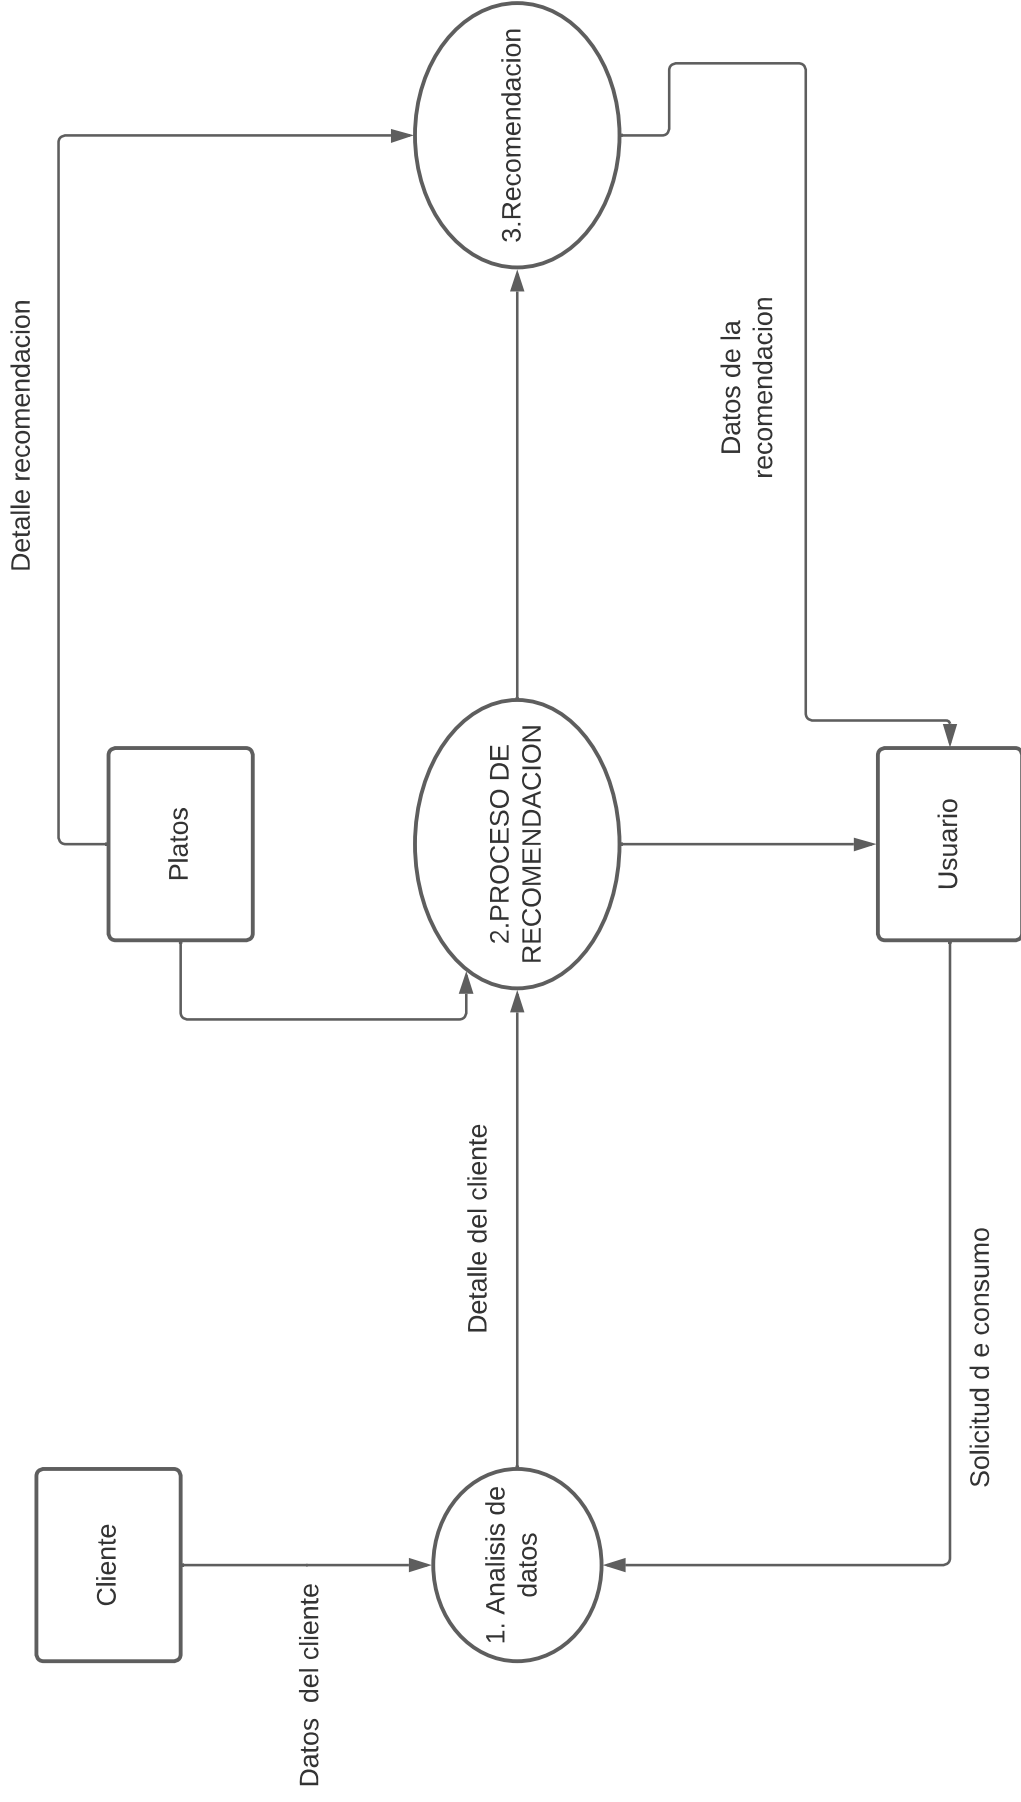 Detalle recomendacion
Cliente
Platos
Datos  del cliente
Detalle del cliente
1. Analisis de
datos
2.PROCESO DE
RECOMENDACION
3.Recomendacion
Datos de la
recomendacion
Usuario
Solicitud d e consumo